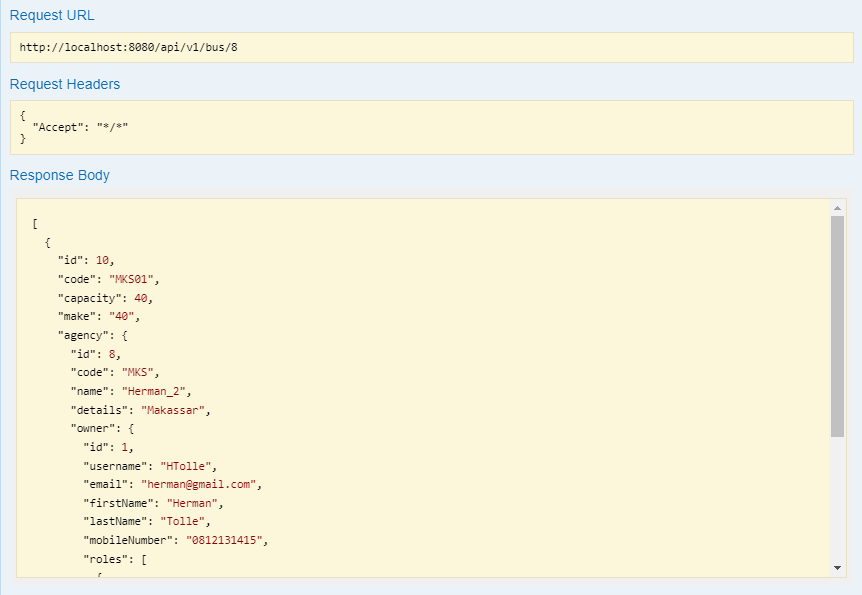 Request URL
http://localhost:8080/api/v1/bus/8
Request Headers
{
  "Accept": "*/*"
}
Response Body
[
  {
    "id": 10,
    "code": "MKS01",
    "capacity": 40,
    "make": "40",
    "agency": {
      "id": 8,
      "code": "MKS",
      "name": "Herman_2",
      "details": "Makassar",
      "owner": {
        "id": 1,
        "username": "HTolle",
        "email": "herman@gmail.com",
        "firstName": "Herman",
        "lastName": "Tolle",
        "mobileNumber": "0812131415",
        "roles": [
          {